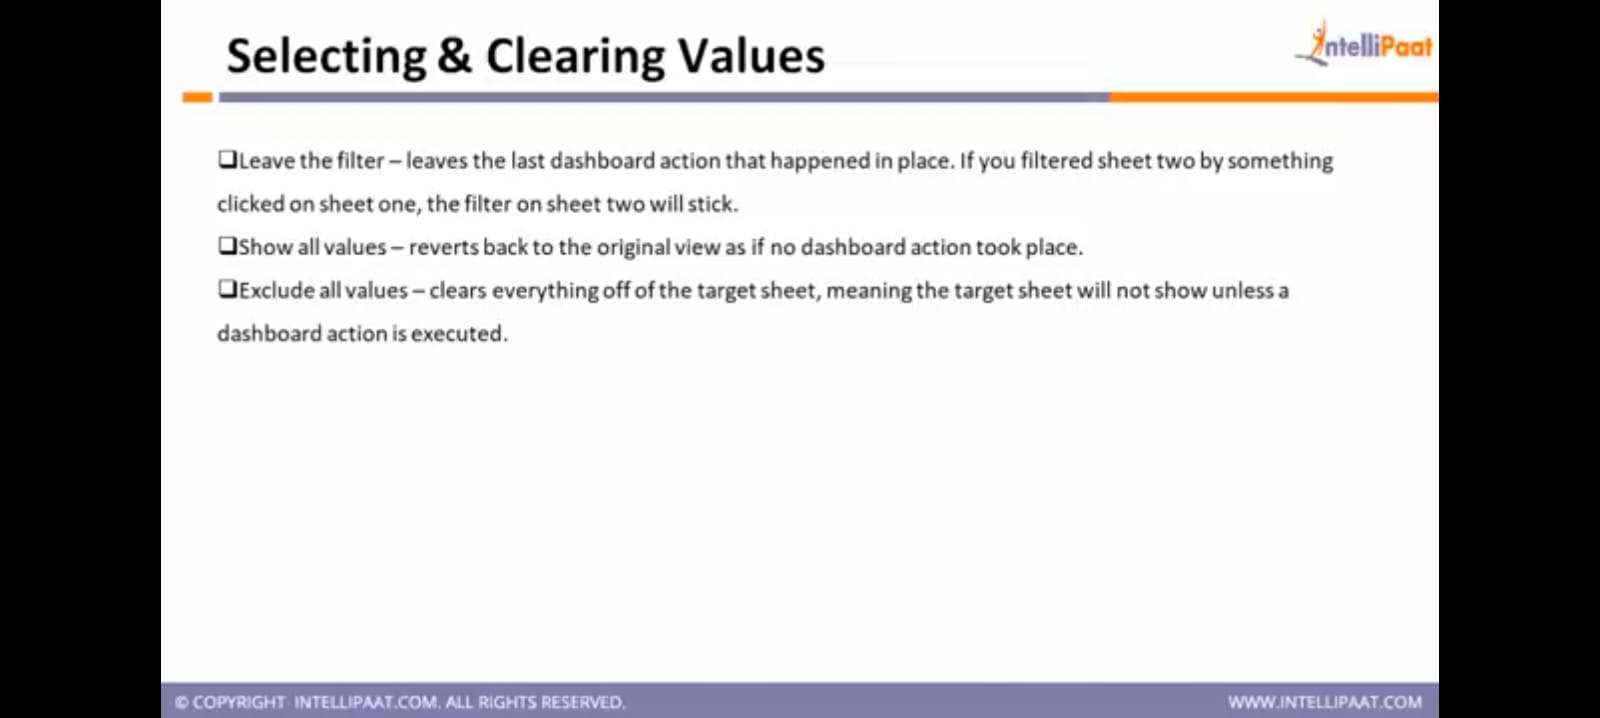 Selecting & Clearing Values
IntelliPaat
❑Leave the filter – leaves the last dashboard action that happened in place. If you filtered sheet two by something
clicked on sheet one, the filter on sheet two will stick.
❑Show all values – reverts back to the original view as if no dashboard action took place.
❑Exclude all values – clears everything off of the target sheet, meaning the target sheet will not show unless a
dashboard action is executed.
© COPYRIGHT INTELLIPAAT.COM. ALL RIGHTS RESERVED.
WWW.INTELLIPAAT.COM